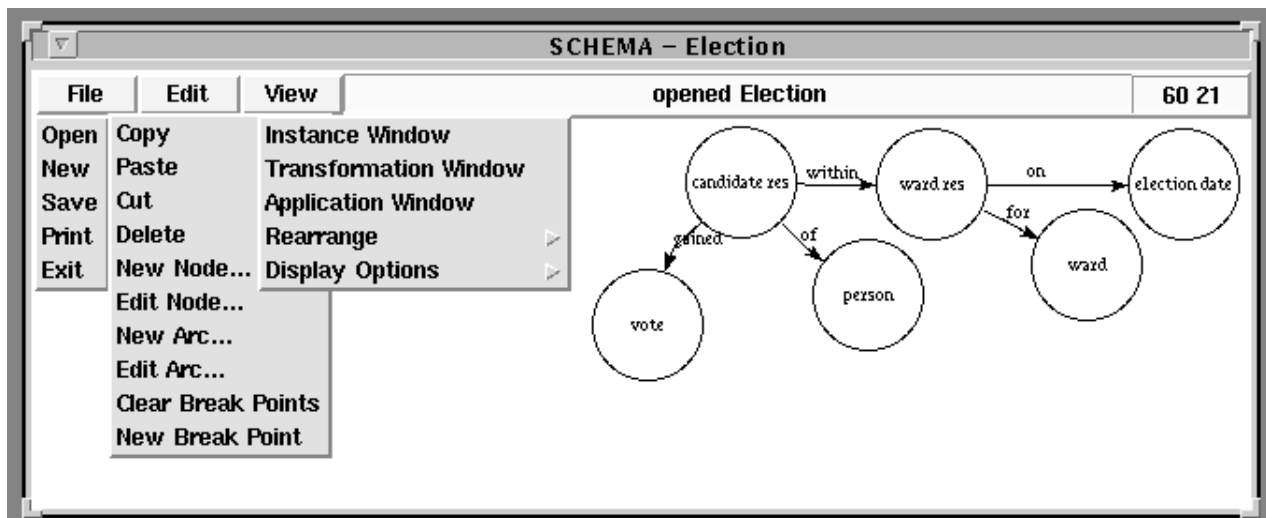 SCHEMA – Election
File Edit View opened Election 60 21
Open
New
Save
Print
Exit
Copy
Paste
Cut
Delete
New Node...
Edit Node...
New Arc...
Edit Arc...
Clear Break Points
New Break Point
Instance Window
Transformation Window
Application Window
Rearrange
Display Options
candidate res
within
ward res
on
election date
gained
of
for
ward
person
vote